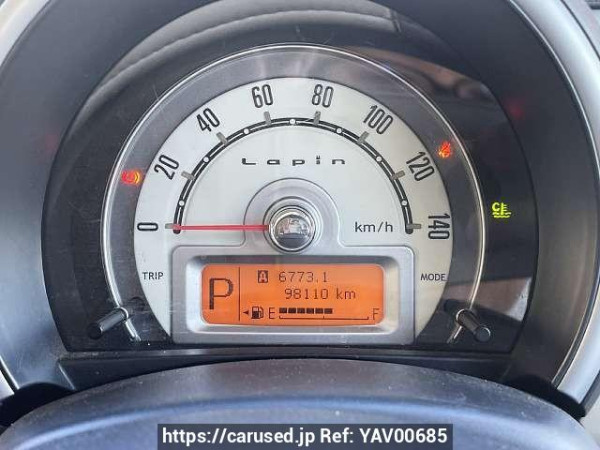 60 80
40 100
20 120
Lapin
0 km/h 140
TRIP MODE
P A 6773.1
98110 km
E F
C
https://carused.jp Ref: YAV00685